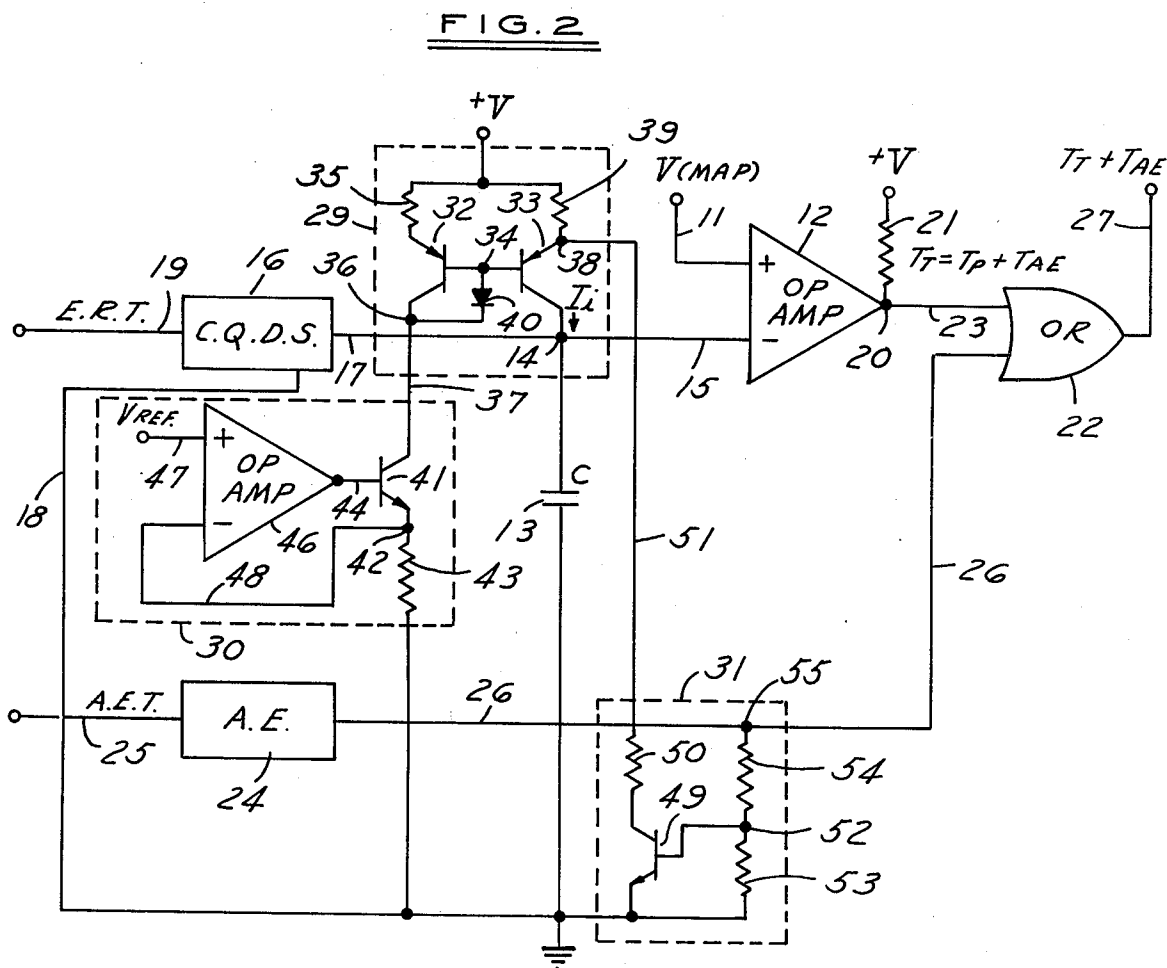 FIG. 2
+V
39
V(MAP)
+V
T_T + T_AE
35
32
33
29
34
38
11
12
21
27
16
36
T_T = T_P + T_AE
19
E.R.T.
C.Q.D.S.
40
I_i
+
OP
AMP
−
20
23
OR
17
14
15
22
37
V_REF.
47
+
OP
AMP
−
44
41
C
13
18
46
42
43
51
26
48
30
31
55
A.E.T.
25
A.E.
24
26
50
54
49
52
53